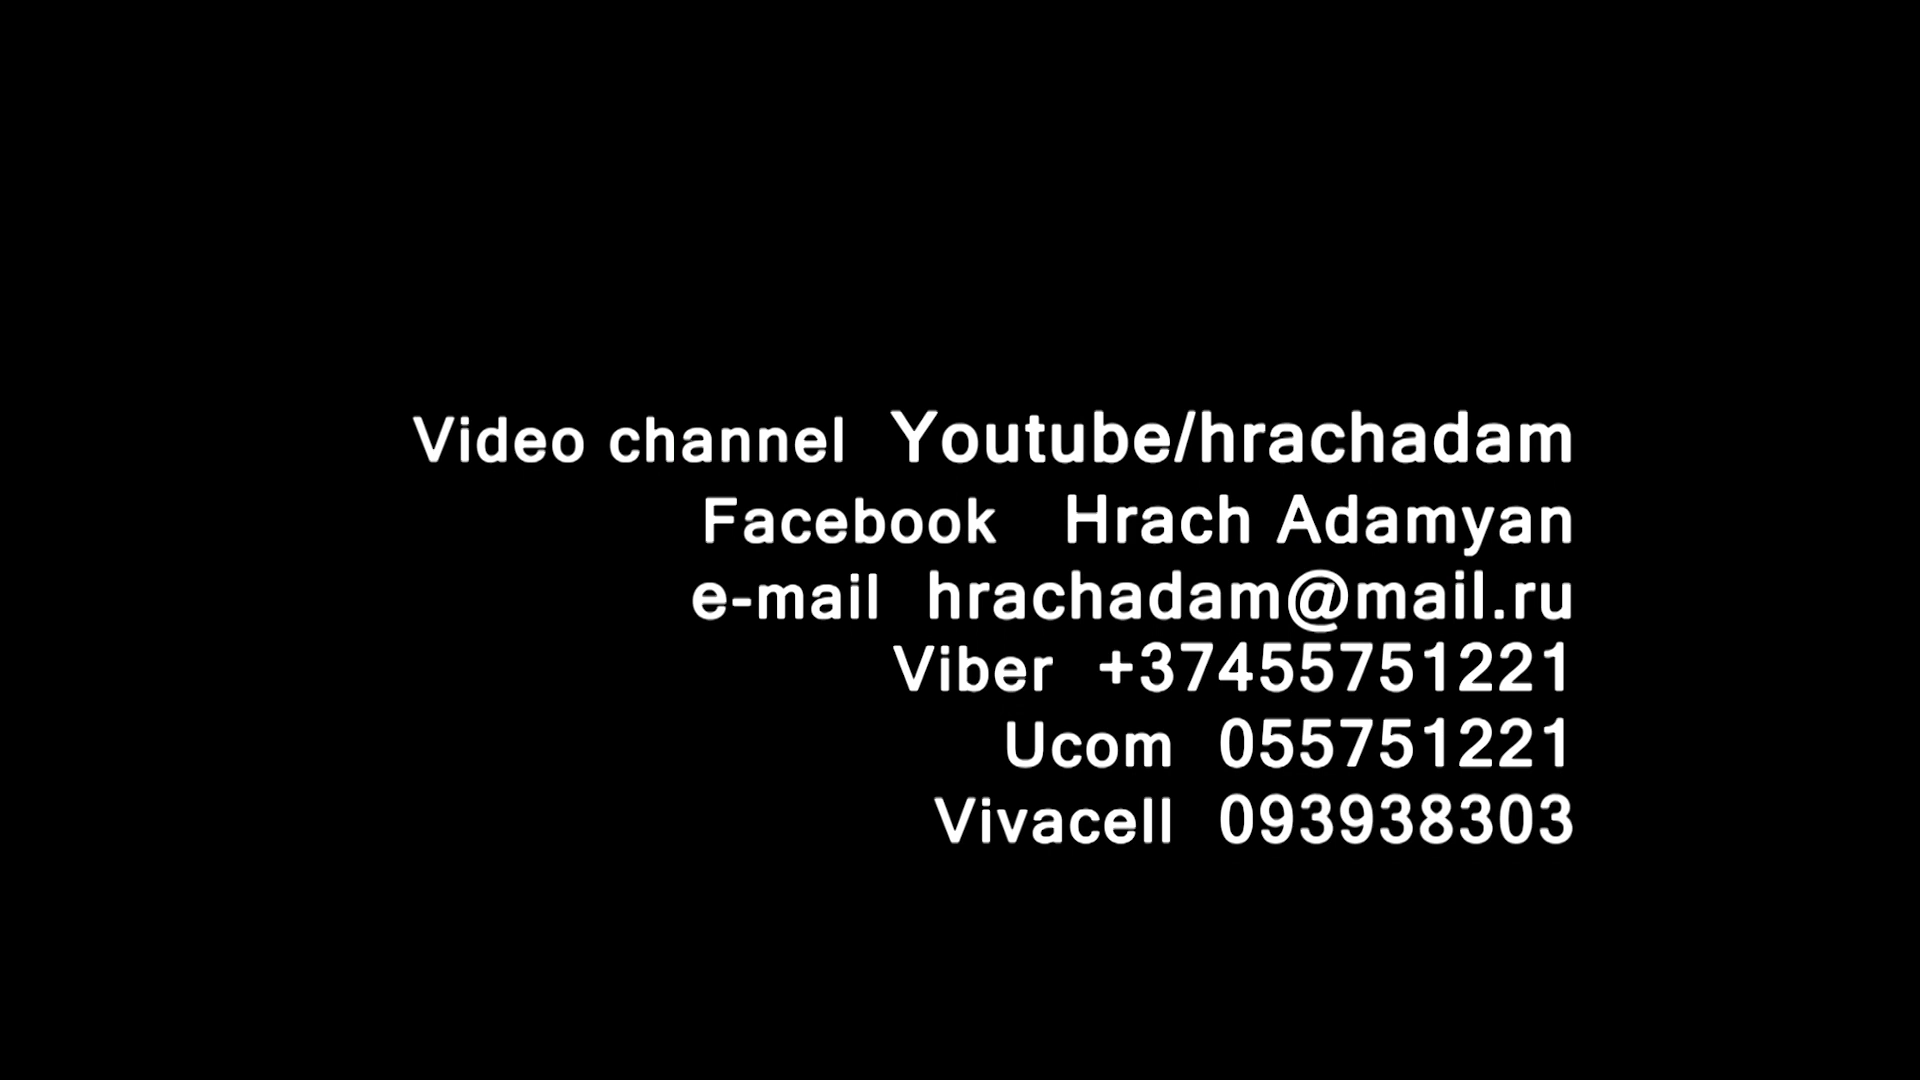 Video channel Youtube/hrachadam
Facebook Hrach Adamyan
e-mail hrachadam@mail.ru
Viber +37455751221
Ucom 055751221
Vivacell 093938303